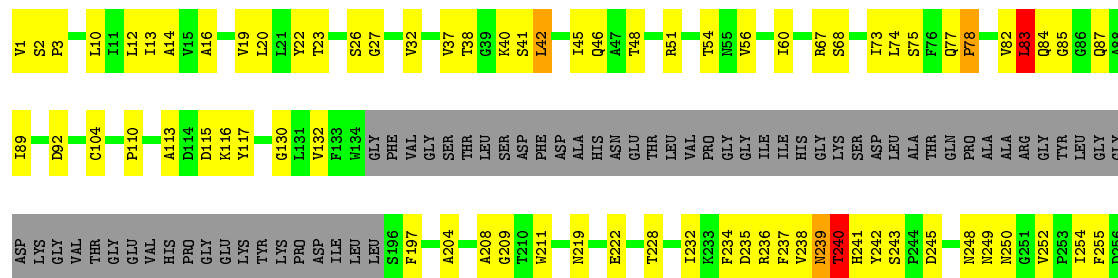 V1 S2 P3 L10 I11 L12 I13 A14 V15 A16 V19 L20 L21 Y22 T23 S26 G27 V32 V37 T38 G39 K40 S41 L42 I45 Q46 A47 T48 R51 T54 N55 V56 I60 R67 S68 I73 L74 S75 F76 Q77 P78 V82 L83 Q84 G85 G86 Q87 A88
I89 D92 C104 P110 A113 D114 D115 K116 Y117 G130 L131 V132 F133 W134 GLY PHE VAL GLY SER THR LEU SER ASP PHE ASP ALA HIS ASN GLU THR LEU VAL PRO GLY GLY ILE ILE HIS GLY LYS SER ASP LEU ALA THR GLN PRO ALA ALA ARG GLY TYR LEU GLY GLY
ASP LYS GLY VAL THR GLY GLU VAL HIS PRO GLY GLU LYS TYR LYS PRO ASP ILE LEU LEU S196 F197 A204 A208 G209 T210 W211 N219 E222 T228 I232 K233 F234 D235 R236 F237 V238 N239 T240 H241 Y242 S243 P244 D245 N248 N249 N250 G251 V252 P253 I254 F255